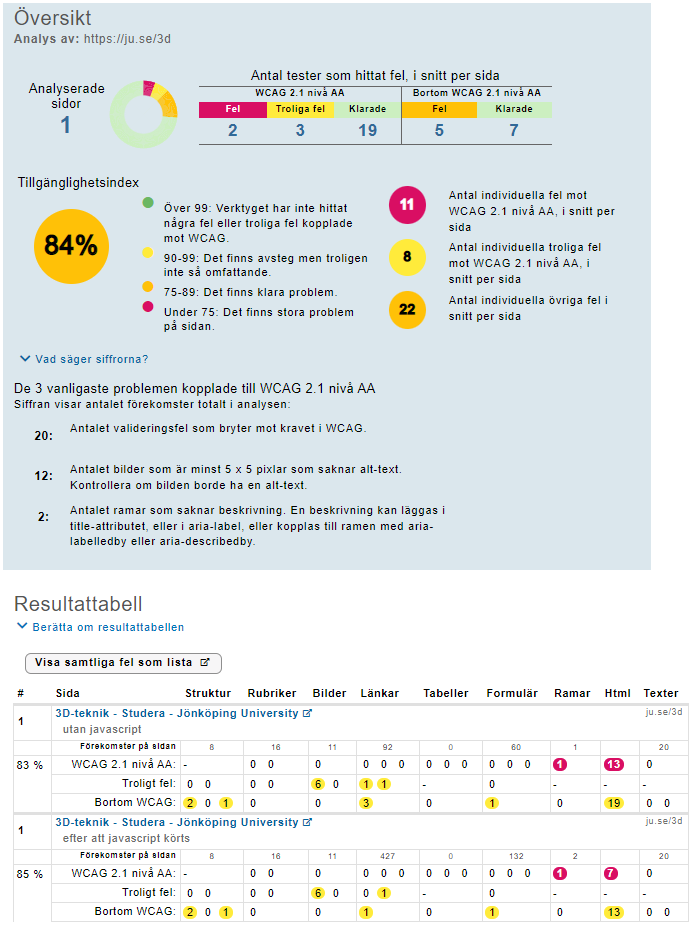 Översikt
Analys av: https://ju.se/3d
Analyserade
sidor
1
Antal tester som hittat fel, i snitt per sida
WCAG 2.1 nivå AA Bortom WCAG 2.1 nivå AA
Fel Troliga fel Klarade Fel Klarade
2 3 19 5 7
Tillgänglighetsindex
84%
Över 99: Verktyget har inte hittat
några fel eller troliga fel kopplade
mot WCAG.
90-99: Det finns avsteg men troligen
inte så omfattande.
75-89: Det finns klara problem.
Under 75: Det finns stora problem
på sidan.
11
Antal individuella fel mot
WCAG 2.1 nivå AA, i snitt per
sida
8
Antal individuella troliga fel
mot WCAG 2.1 nivå AA, i
snitt per sida
22
Antal individuella övriga fel i
snitt per sida
Vad säger siffrorna?
De 3 vanligaste problemen kopplade till WCAG 2.1 nivå AA
Siffran visar antalet förekomster totalt i analysen:
20: Antalet valideringsfel som bryter mot kravet i WCAG.
12: Antalet bilder som är minst 5 x 5 pixlar som saknar alt-text.
Kontrollera om bilden borde ha en alt-text.
2: Antalet ramar som saknar beskrivning. En beskrivning kan läggas i
title-attributet, eller i aria-label, eller kopplas till ramen med aria-
labelledby eller aria-describedby.
Resultattabell
Berätta om resultattabellen
Visa samtliga fel som lista
# Sida Struktur Rubriker Bilder Länkar Tabeller Formulär Ramar Html Texter
1 3D-teknik - Studera - Jönköping University ju.se/3d
utan javascript
Förekomster på sidan 8 16 11 92 0 60 1 20
83 % WCAG 2.1 nivå AA: - 0 0 0 0 0 0 0 0 0 0 0 0 1 13 0
Troligt fel: 0 0 0 0 6 0 1 1 - 0 - - -
Bortom WCAG: 2 0 1 0 0 0 3 0 1 0 19 0 0
1 3D-teknik - Studera - Jönköping University ju.se/3d
efter att javascript körts
Förekomster på sidan 8 16 11 427 0 132 2 20
85 % WCAG 2.1 nivå AA: - 0 0 0 0 0 0 0 0 0 0 0 0 1 7 0
Troligt fel: 0 0 0 0 6 0 0 1 - 0 - - -
Bortom WCAG: 2 0 1 0 0 0 1 0 1 0 13 0 0